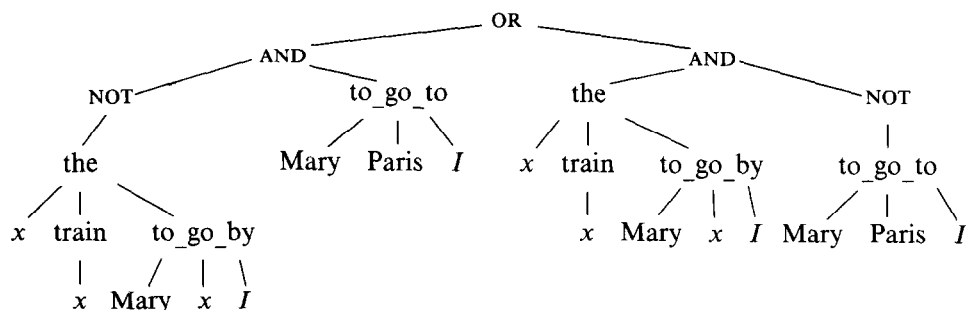 OR
AND AND
NOT to_go_to the NOT
the Mary Paris I x train to_go_by to_go_to
x train to_go_by x Mary x I Mary Paris I
x Mary x I